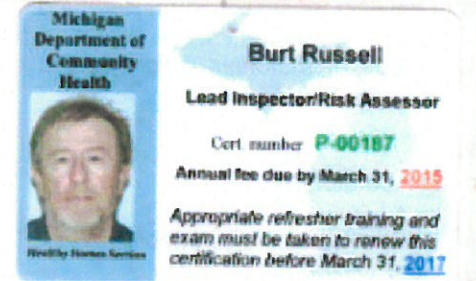 Michigan
Department of
Community
Health
Healthy Homes Section
Burt Russell
Lead Inspector/Risk Assessor
Cert. number P-00187
Annual fee due by March 31, 2015
Appropriate refresher training and
exam must be taken to renew this
certification before March 31, 2017